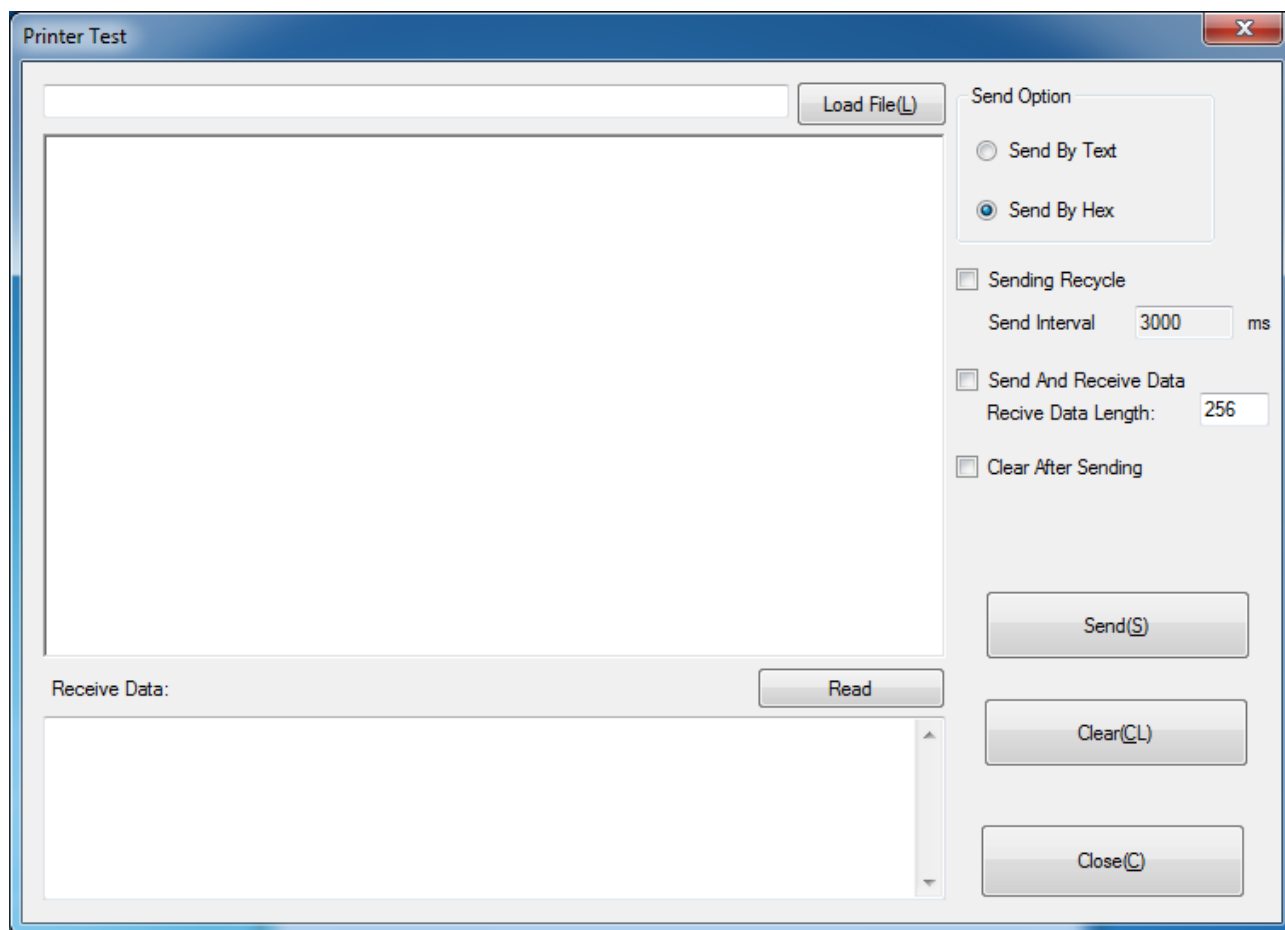 Printer Test
X
Load File(L)
Send Option
Send By Text
Send By Hex
Sending Recycle
Send Interval 3000 ms
Send And Receive Data
Recive Data Length: 256
Clear After Sending
Send(S)
Receive Data:
Read
Clear(CL)
Close(C)